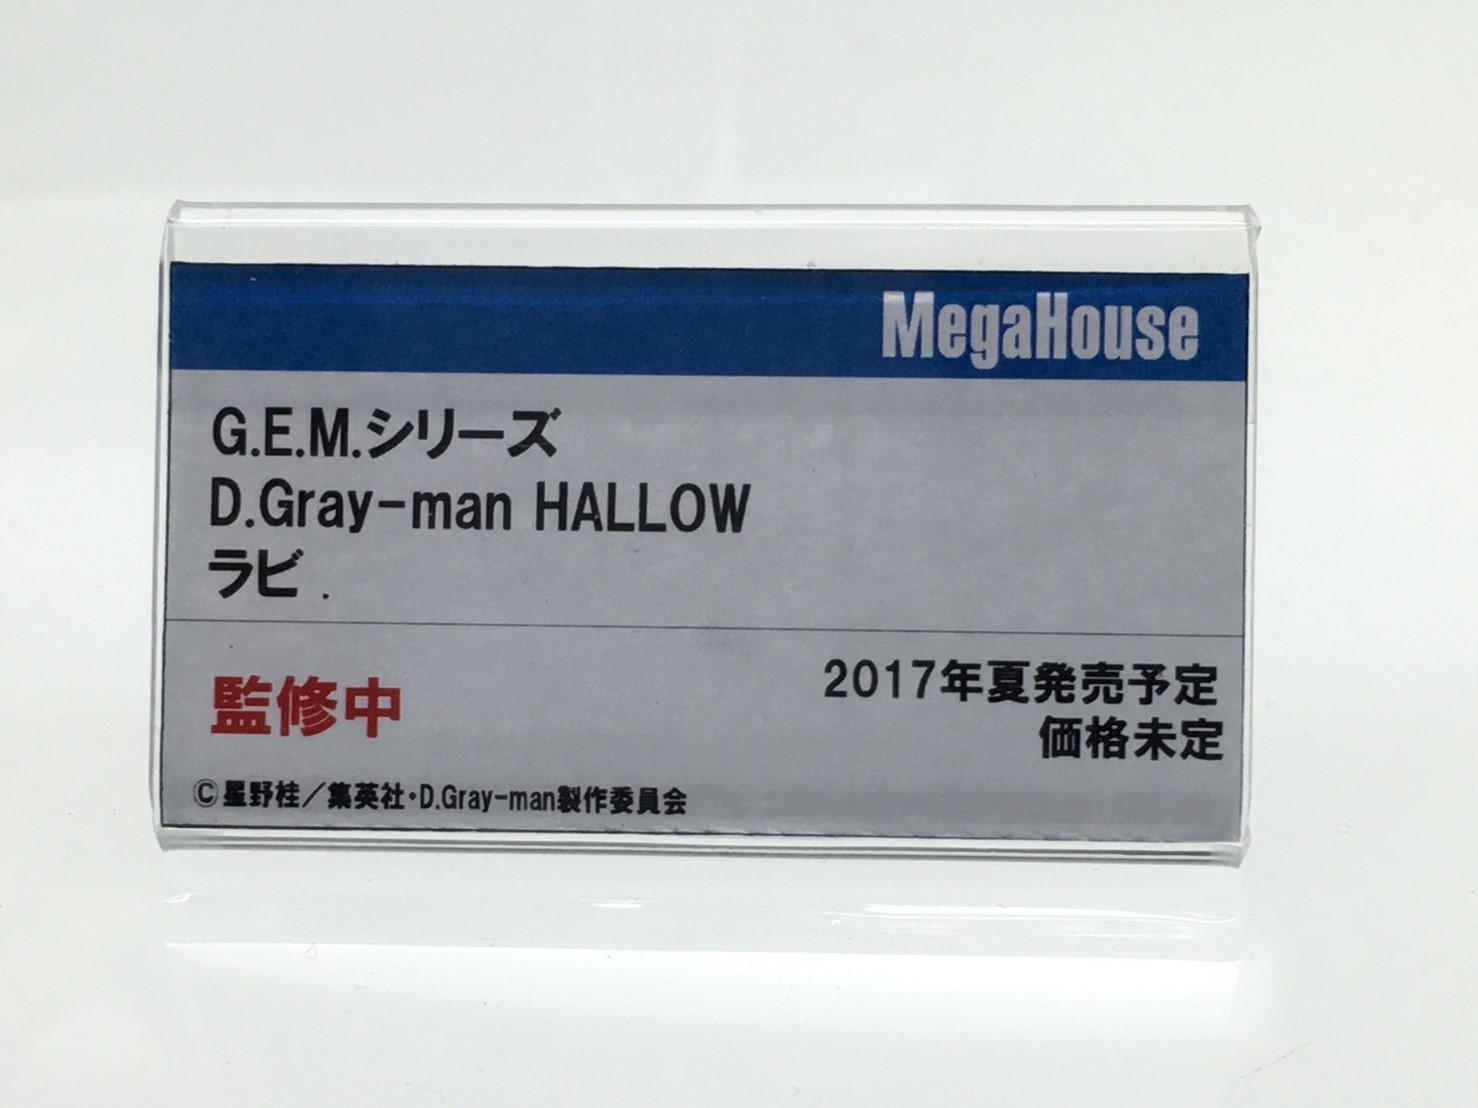 MegaHouse
G.E.M.シリーズ
D.Gray-man HALLOW
ラビ .
監修中
2017年夏発売予定
価格未定
©星野桂／集英社・D.Gray-man製作委員会